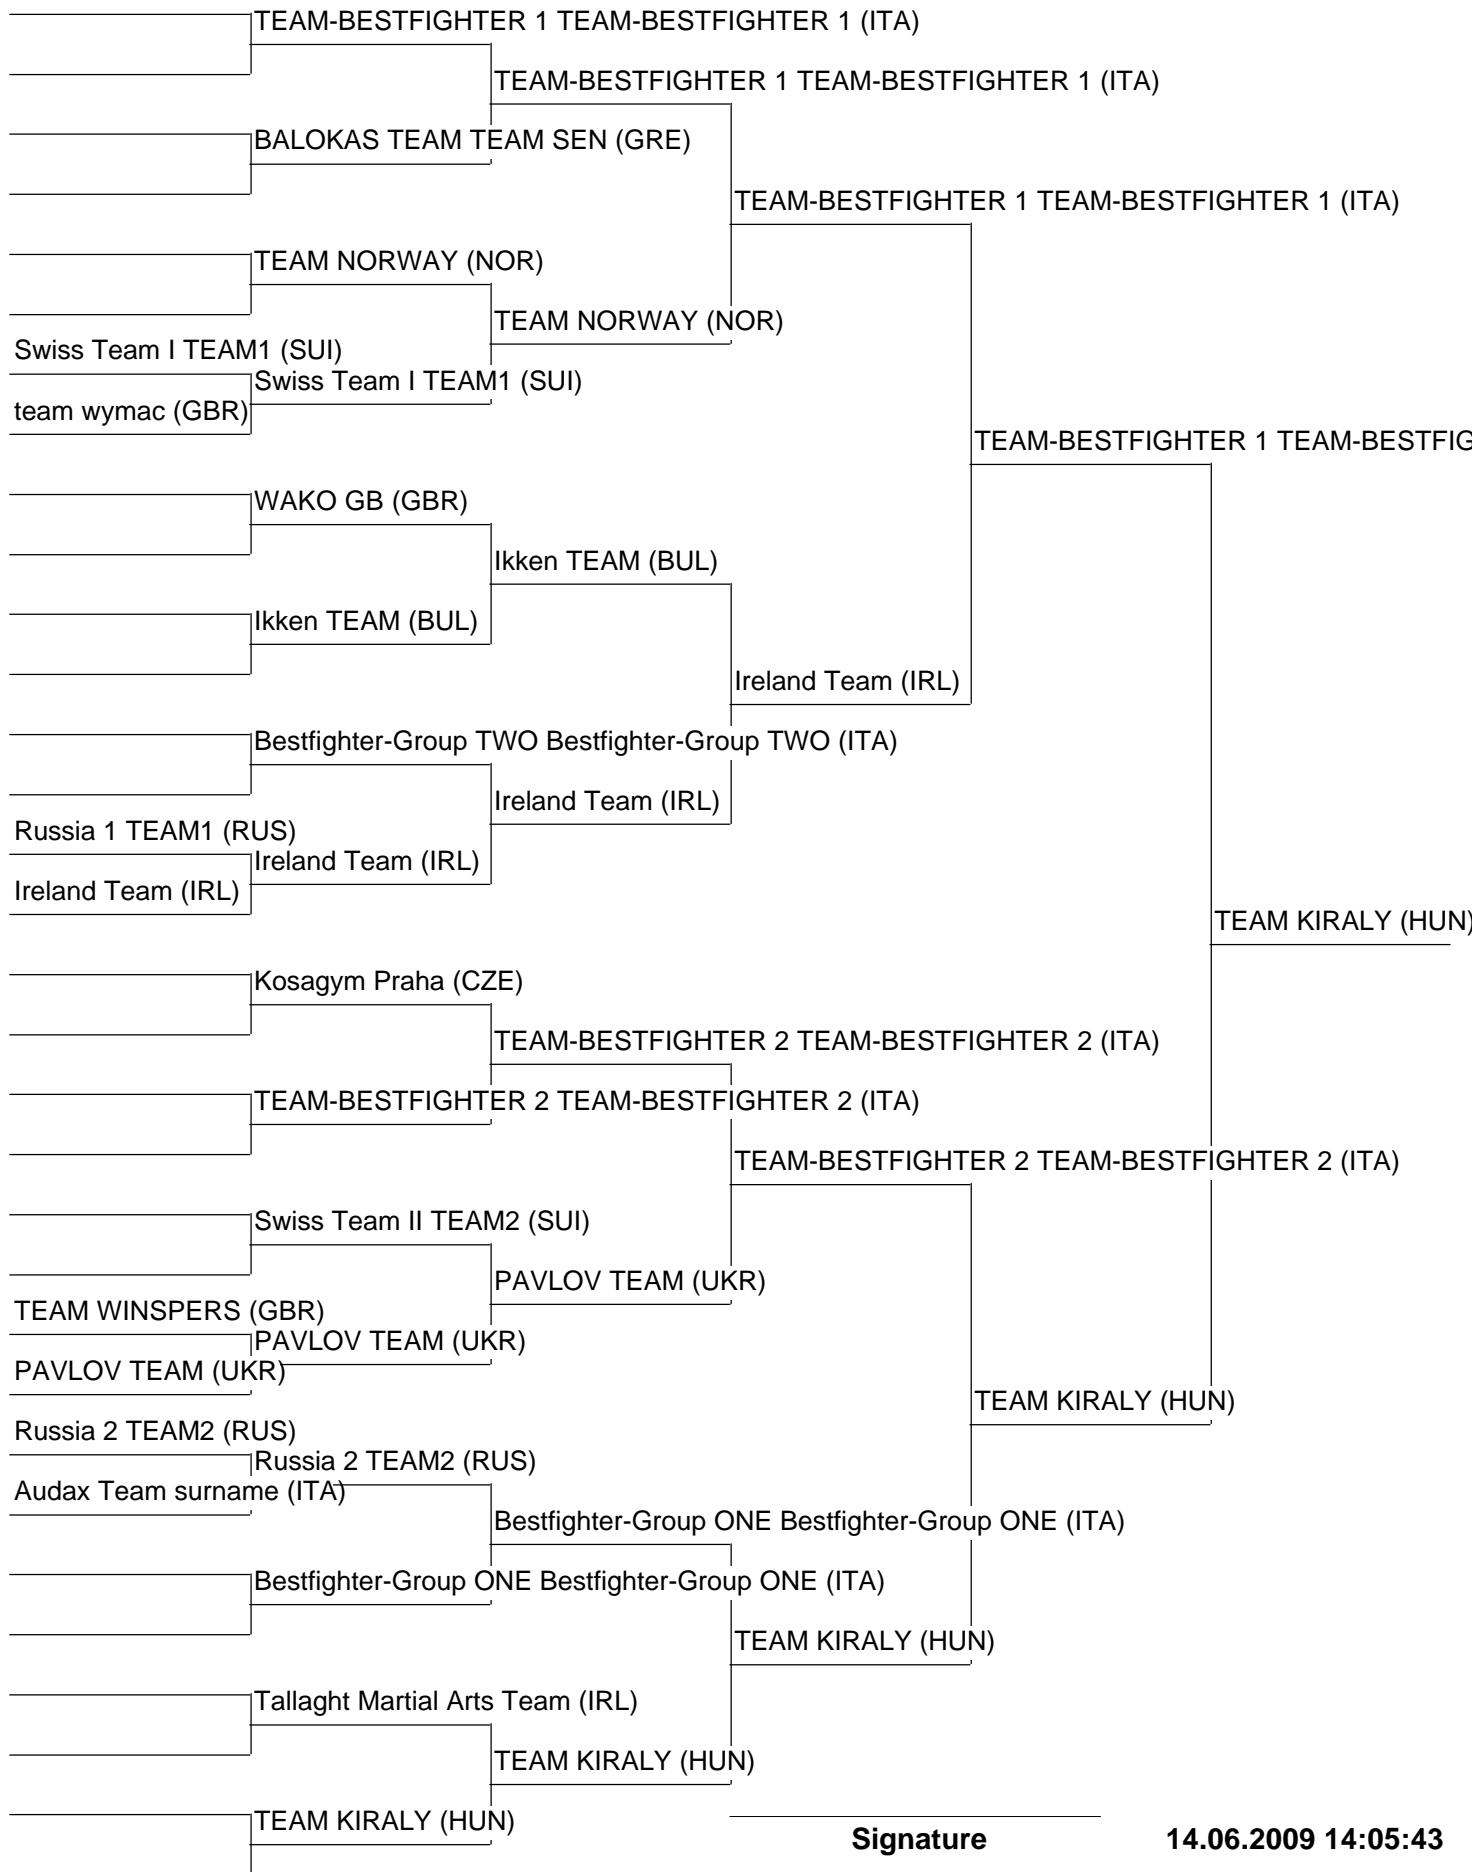 TEAM-BESTFIGHTER 1 TEAM-BESTFIGHTER 1 (ITA)
TEAM-BESTFIGHTER 1 TEAM-BESTFIGHTER 1 (ITA)
BALOKAS TEAM TEAM SEN (GRE)
TEAM-BESTFIGHTER 1 TEAM-BESTFIGHTER 1 (ITA)
TEAM NORWAY (NOR)
TEAM NORWAY (NOR)
Swiss Team I TEAM1 (SUI)
Swiss Team I TEAM1 (SUI)
team wymac (GBR)
TEAM-BESTFIGHTER 1 TEAM-BESTFIG
WAKO GB (GBR)
Ikken TEAM (BUL)
Ikken TEAM (BUL)
Ireland Team (IRL)
Bestfighter-Group TWO Bestfighter-Group TWO (ITA)
Ireland Team (IRL)
Russia 1 TEAM1 (RUS)
Ireland Team (IRL)
Ireland Team (IRL)
TEAM KIRALY (HUN)
Kosagym Praha (CZE)
TEAM-BESTFIGHTER 2 TEAM-BESTFIGHTER 2 (ITA)
TEAM-BESTFIGHTER 2 TEAM-BESTFIGHTER 2 (ITA)
TEAM-BESTFIGHTER 2 TEAM-BESTFIGHTER 2 (ITA)
Swiss Team II TEAM2 (SUI)
PAVLOV TEAM (UKR)
TEAM WINSPERS (GBR)
PAVLOV TEAM (UKR)
PAVLOV TEAM (UKR)
TEAM KIRALY (HUN)
Russia 2 TEAM2 (RUS)
Russia 2 TEAM2 (RUS)
Audax Team surname (ITA)
Bestfighter-Group ONE Bestfighter-Group ONE (ITA)
Bestfighter-Group ONE Bestfighter-Group ONE (ITA)
TEAM KIRALY (HUN)
Tallaght Martial Arts Team (IRL)
TEAM KIRALY (HUN)
TEAM KIRALY (HUN)
Signature 14.06.2009 14:05:43